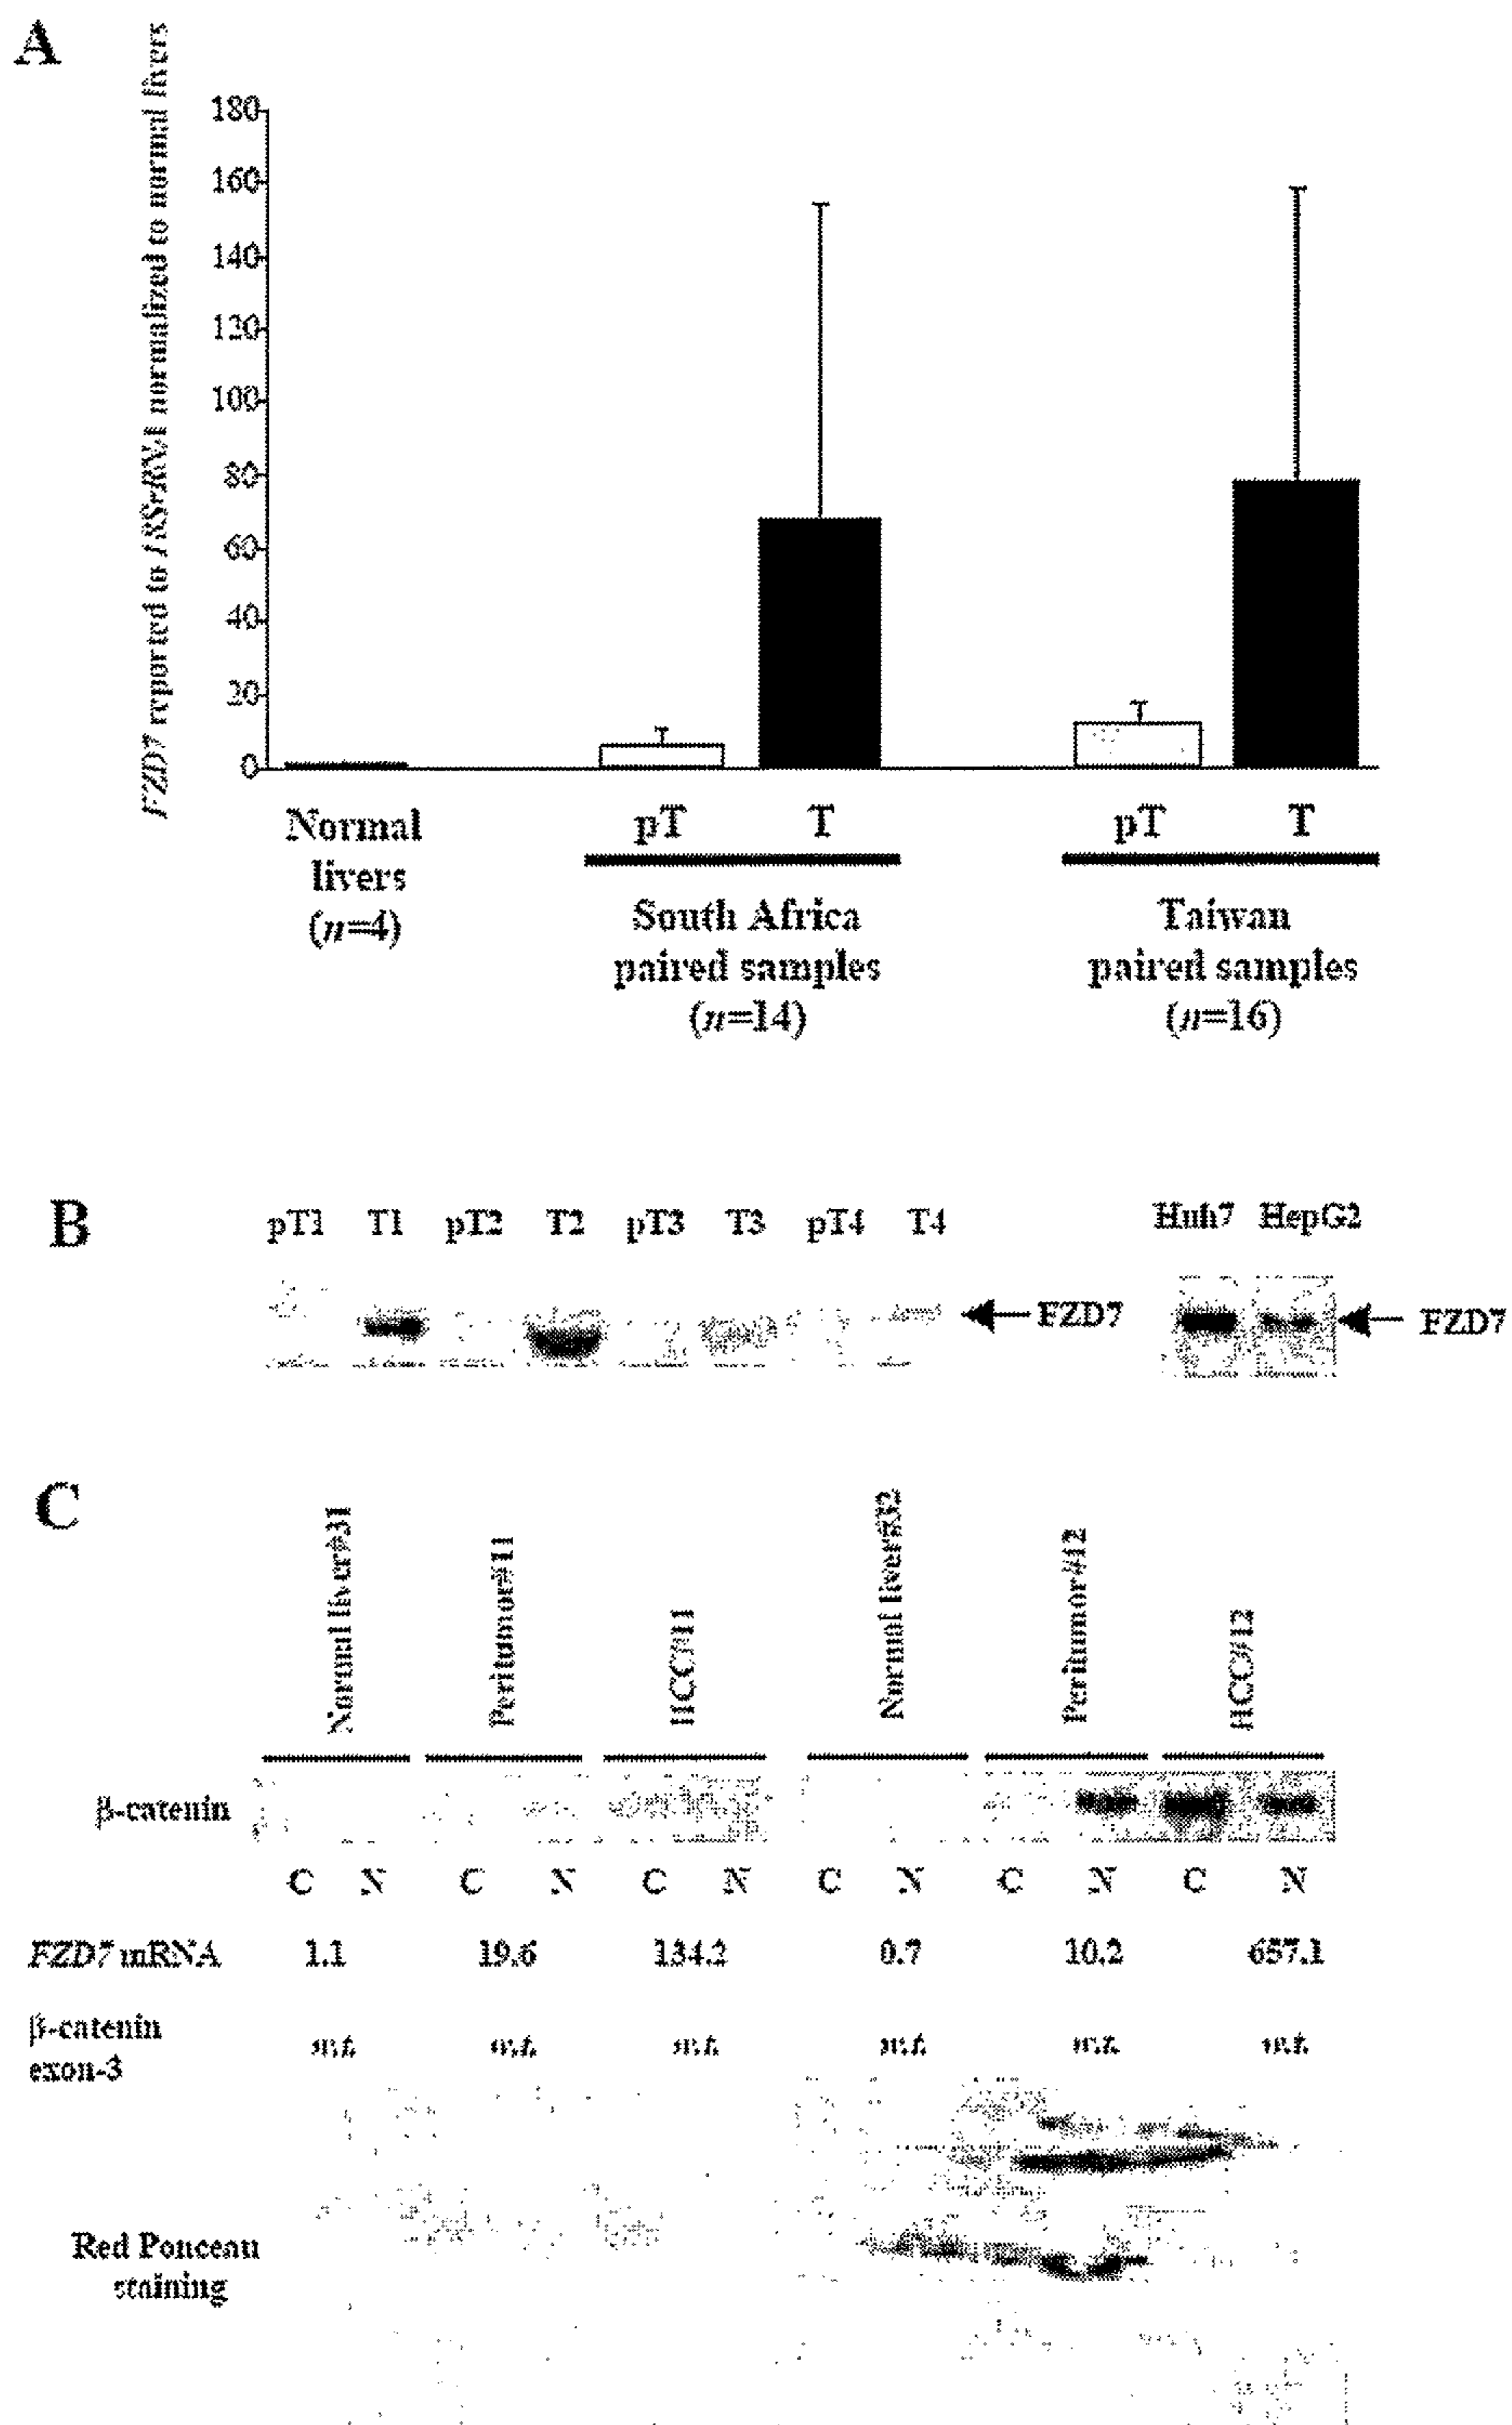 A
FZD7 reported to 18SrRNA normalized to normal livers
180
160
140
120
100
80
60
40
20
0
Normal livers (n=4)
pT T
South Africa paired samples (n=14)
pT T
Taiwan paired samples (n=16)
B
pT1 T1 pT2 T2 pT3 T3 pT4 T4
FZD7
Huh7 HepG2
FZD7
C
Normal liver#31
Peritumor#11
HCC#11
Normal liver#32
Peritumor#12
HCC#12
β-catenin
C N C N C N C N C N C N
FZD7 mRNA 1.1 19.6 134.2 0.7 10.2 657.1
β-catenin exon-3 w.t. w.t. w.t. w.t. w.t. w.t.
Red Ponceau staining